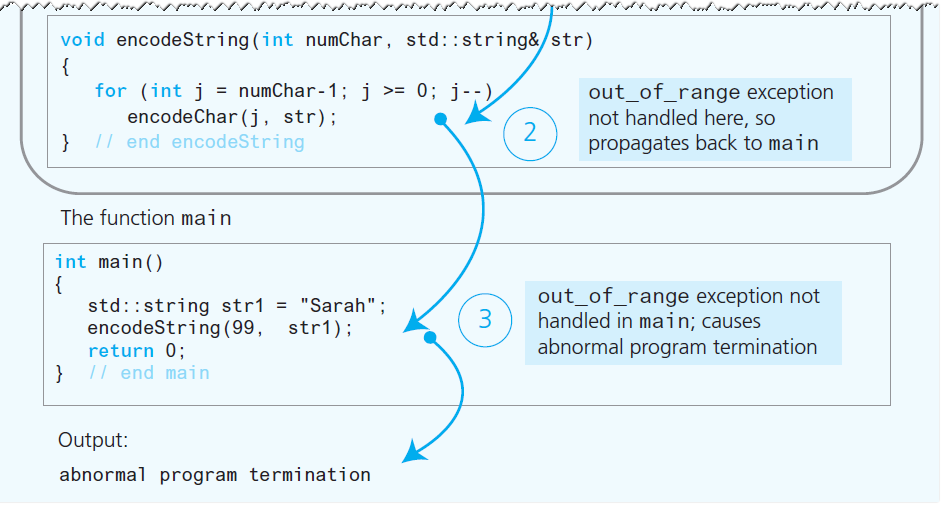 void encodeString(int numChar, std::string& str)
{
for (int j = numChar-1; j >= 0; j--)
encodeChar(j, str);
} // end encodeString
2
out_of_range exception
not handled here, so
propagates back to main
The function main
int main()
{
std::string str1 = "Sarah";
encodeString(99, str1);
return 0;
} // end main
3
out_of_range exception not
handled in main; causes
abnormal program termination
Output:
abnormal program termination